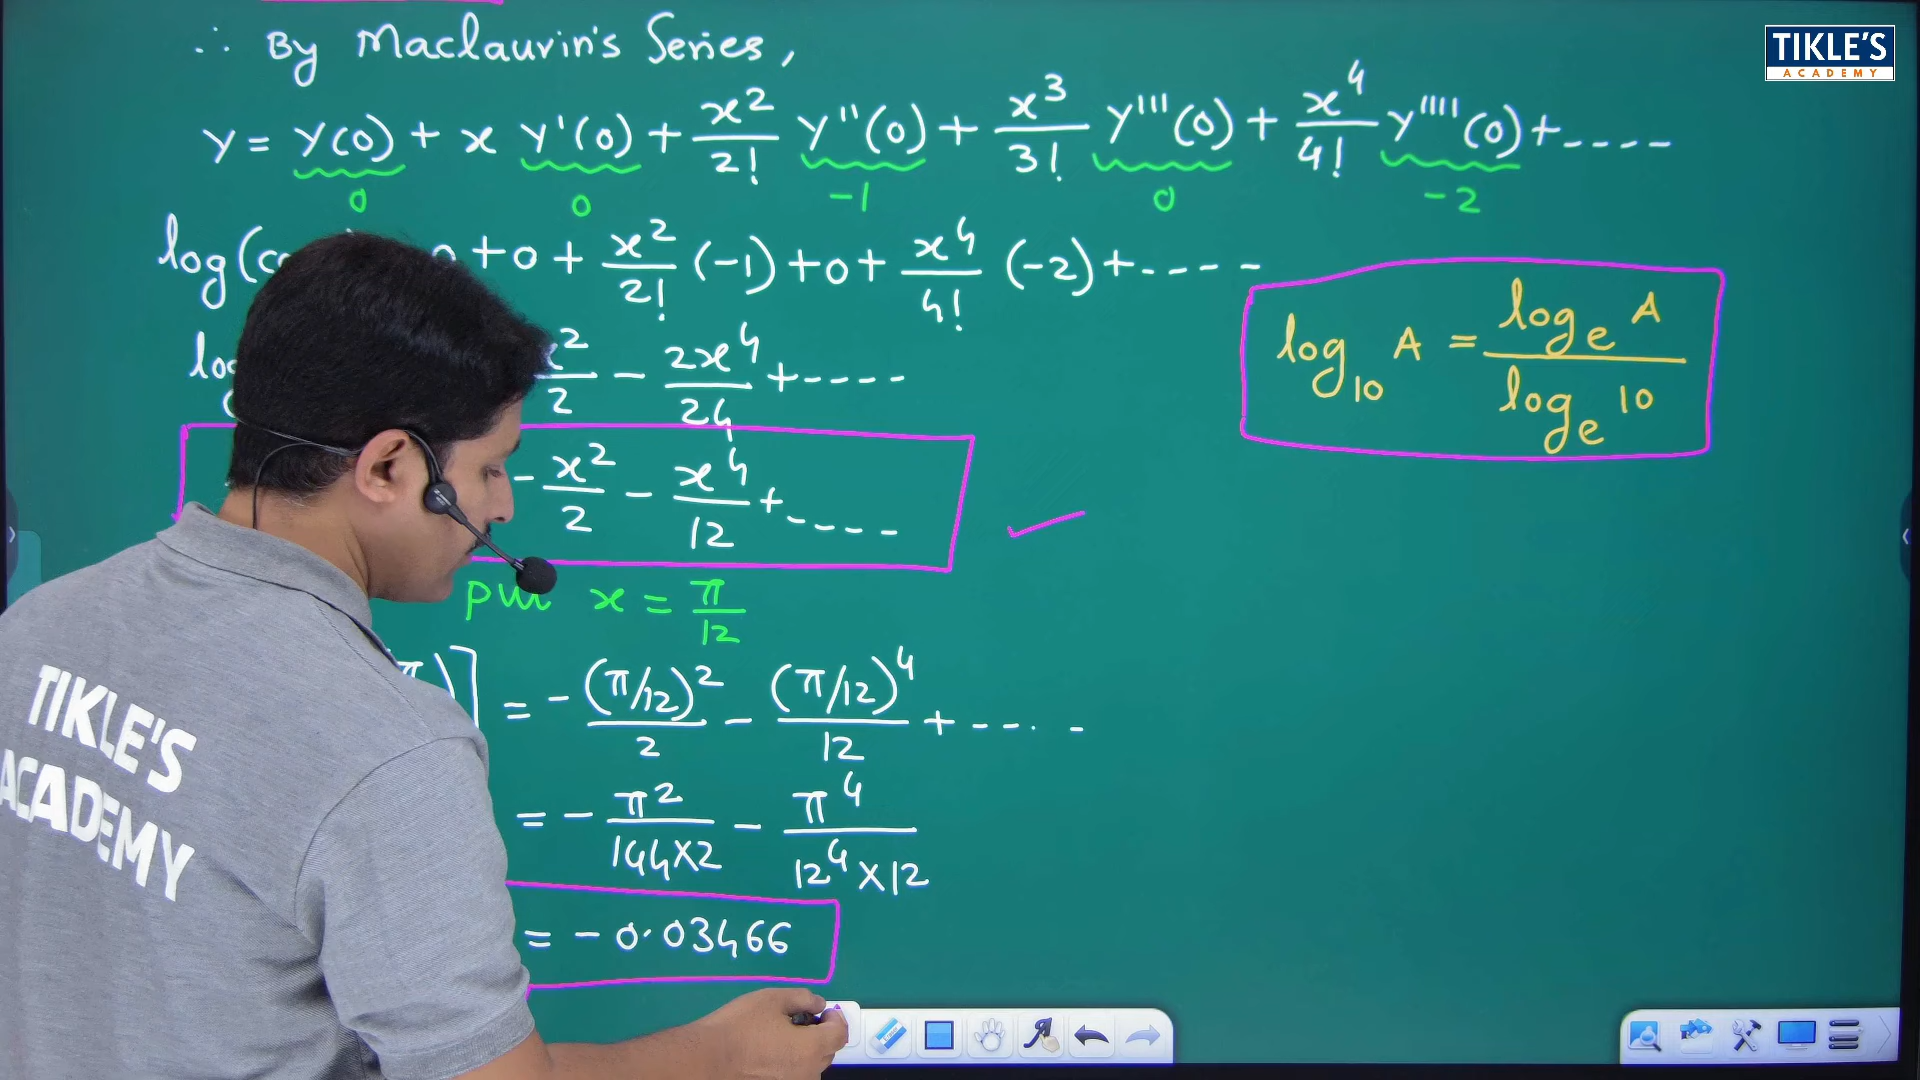 ∴ By Maclaurin's Series,
TIKLE'S
ACADEMY
y = y(0) + x y'(0) + x²/2! y''(0) + x³/3! y'''(0) + x⁴/4! y''''(0) + ----
0 0 -1 0 -2
log( + 0 + x²/2! (-1) + 0 + x⁴/4! (-2) + ----
x²/2 - 2x⁴/24 + ----
- x²/2 - x⁴/12 + ----
log₁₀ A = logₑ A / logₑ 10
put x = π/12
= - (π/12)²/2 - (π/12)⁴/12 + ----
= - π²/144×2 - π⁴/12⁴×12
= - 0.03466
TIKLE'S
ACADEMY